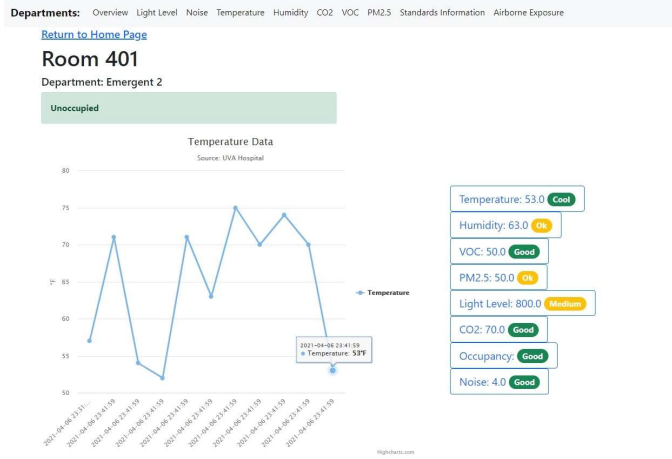 Departments: Overview Light Level Noise Temperature Humidity CO2 VOC PM2.5 Standards Information Airborne Exposure
Return to Home Page
Room 401
Department: Emergent 2
Unoccupied
Temperature Data
Source: UVA Hospital
80
75
70
65
60
55
50
°F
Temperature
2021-04-06 23:41:59
Temperature: 53°F
2021-04-06 23:51:...
2021-04-06 23:41:59
2021-04-06 23:41:59
2021-04-06 23:41:59
2021-04-06 23:41:59
2021-04-06 23:41:59
2021-04-06 23:41:59
2021-04-06 23:41:59
2021-04-06 23:41:59
2021-04-06 23:41:59
2021-04-06 23:41:59
Highcharts.com
Temperature: 53.0 Cool
Humidity: 63.0 Ok
VOC: 50.0 Good
PM2.5: 50.0 Ok
Light Level: 800.0 Medium
CO2: 70.0 Good
Occupancy: Good
Noise: 4.0 Good